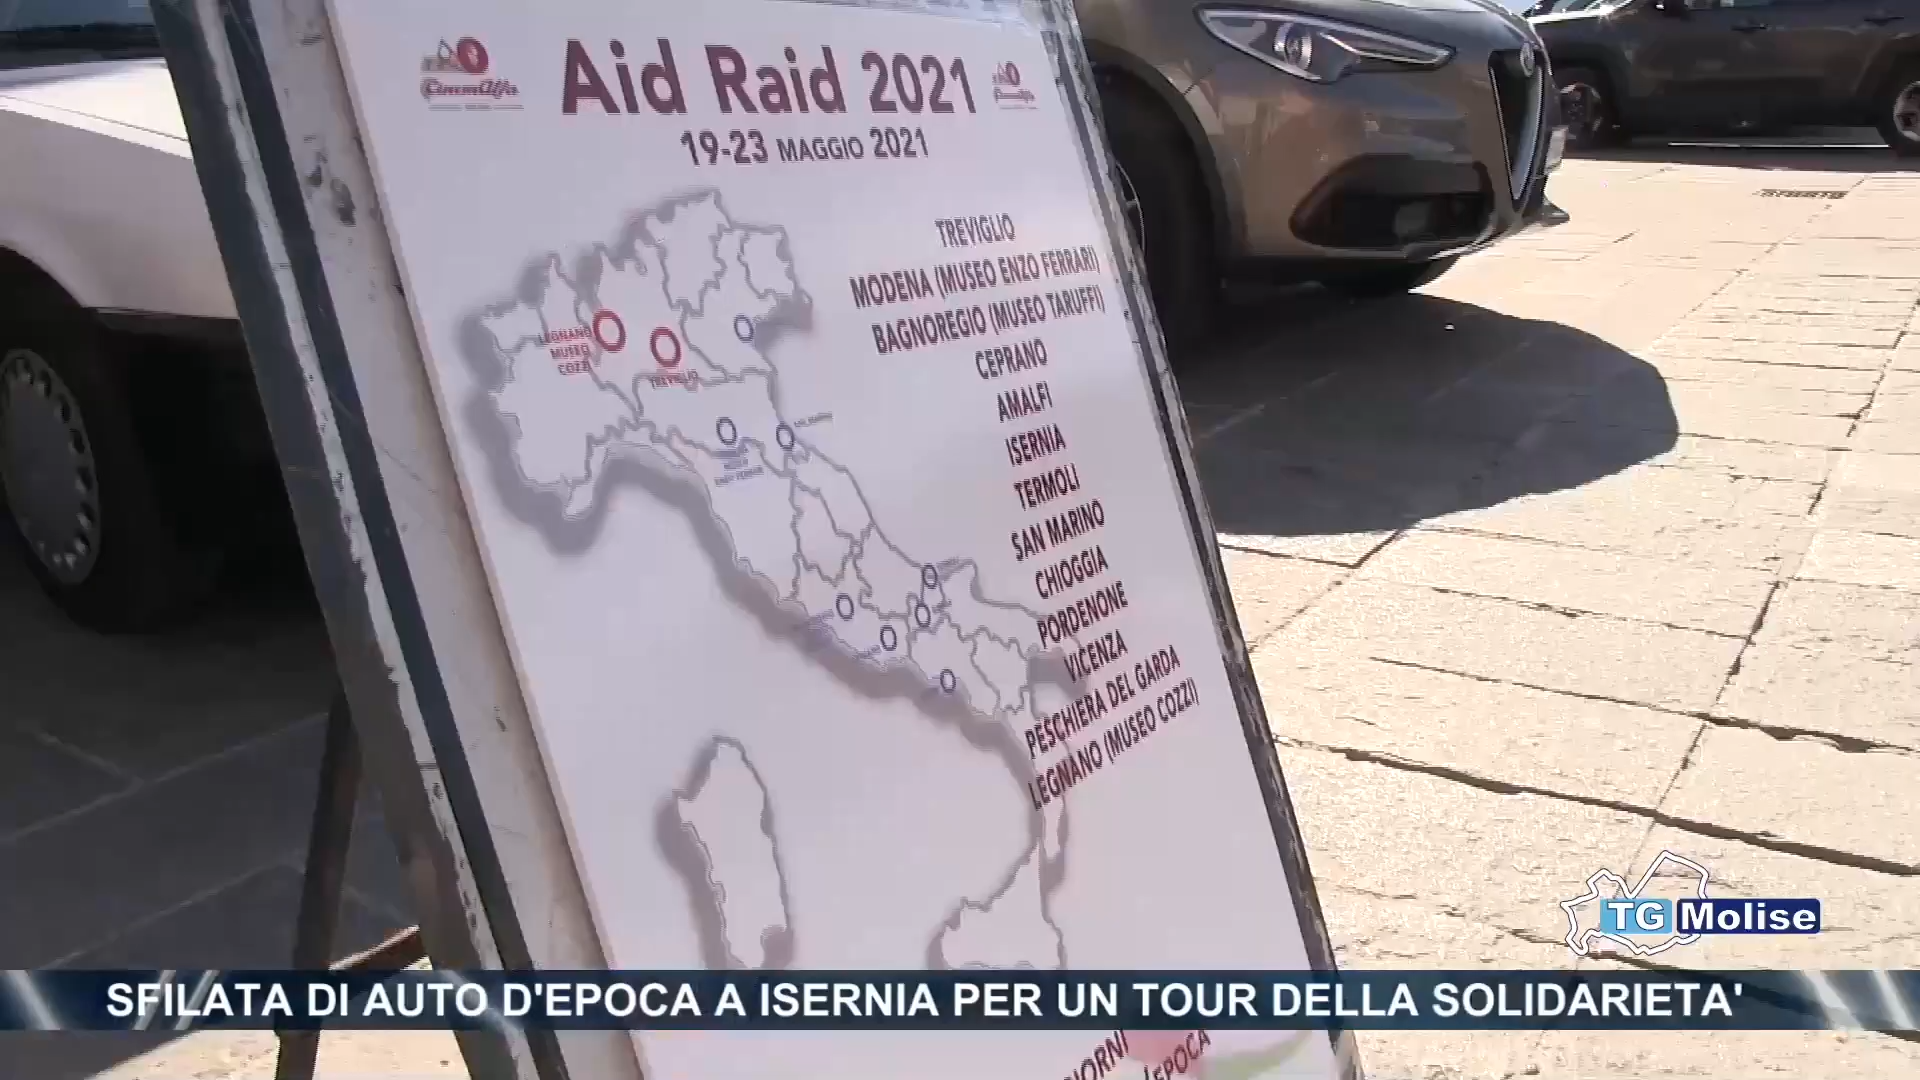 CinemAlfa
Aid Raid 2021
19-23 MAGGIO 2021
TREVIGLIO
MODENA (MUSEO ENZO FERRARI)
BAGNOREGIO (MUSEO TARUFFI)
CEPRANO
AMALFI
ISERNIA
TERMOLI
SAN MARINO
CHIOGGIA
PORDENONE
VICENZA
PESCHIERA DEL GARDA
LEGNANO (MUSEO COZZI)
LEGNANO
MUSEO
COZZI
TREVIGLIO
TG Molise
SFILATA DI AUTO D'EPOCA A ISERNIA PER UN TOUR DELLA SOLIDARIETA'